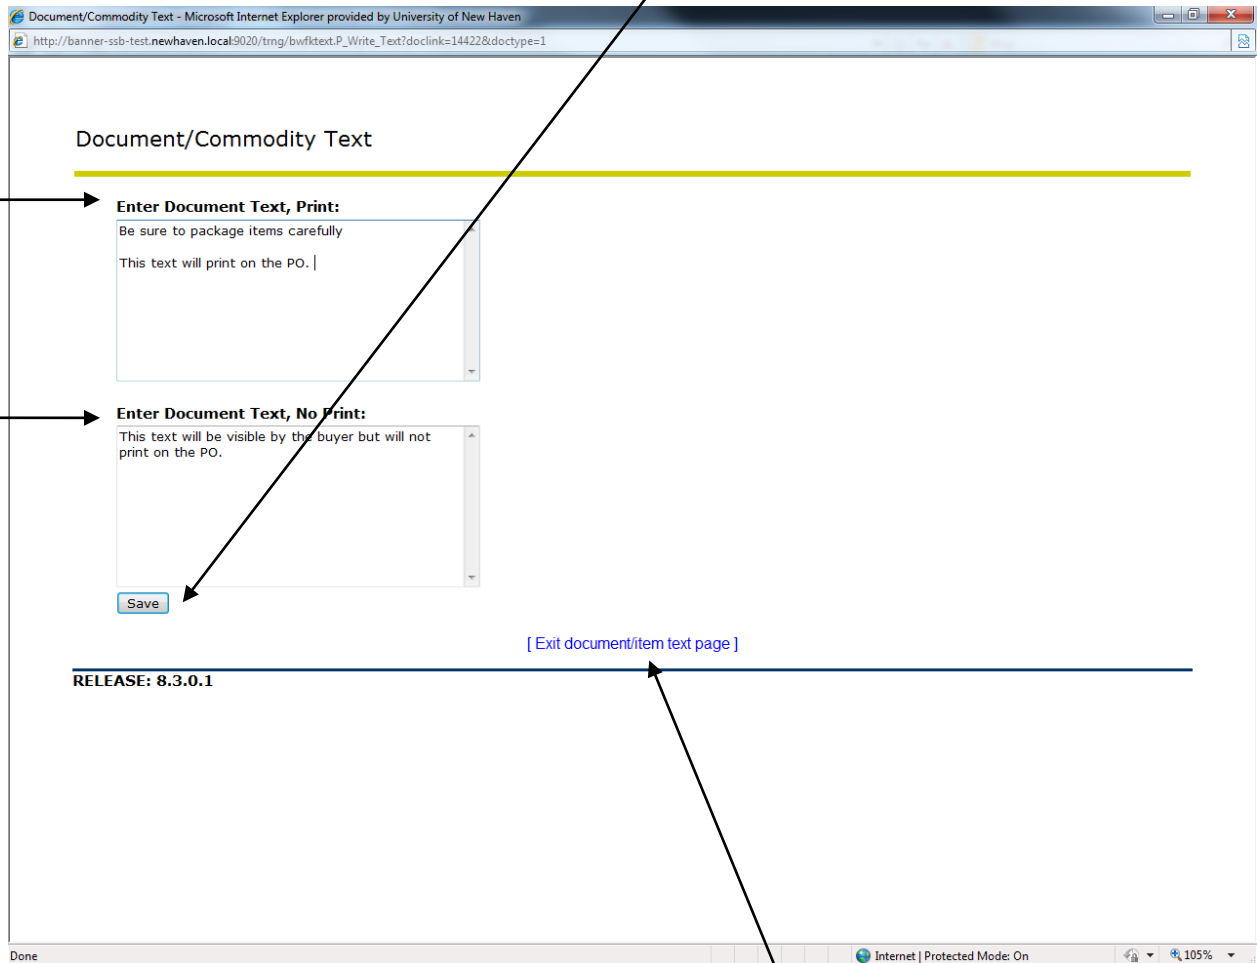 Document/Commodity Text - Microsoft Internet Explorer provided by University of New Haven
http://banner-ssb-test.newhaven.local:9020/trng/bwfktext.P_Write_Text?doclink=14422&doctype=1
Document/Commodity Text
Enter Document Text, Print:
Be sure to package items carefully
This text will print on the PO.
Enter Document Text, No Print:
This text will be visible by the buyer but will not
print on the PO.
Save
[ Exit document/item text page ]
RELEASE: 8.3.0.1
Done
Internet | Protected Mode: On
105%